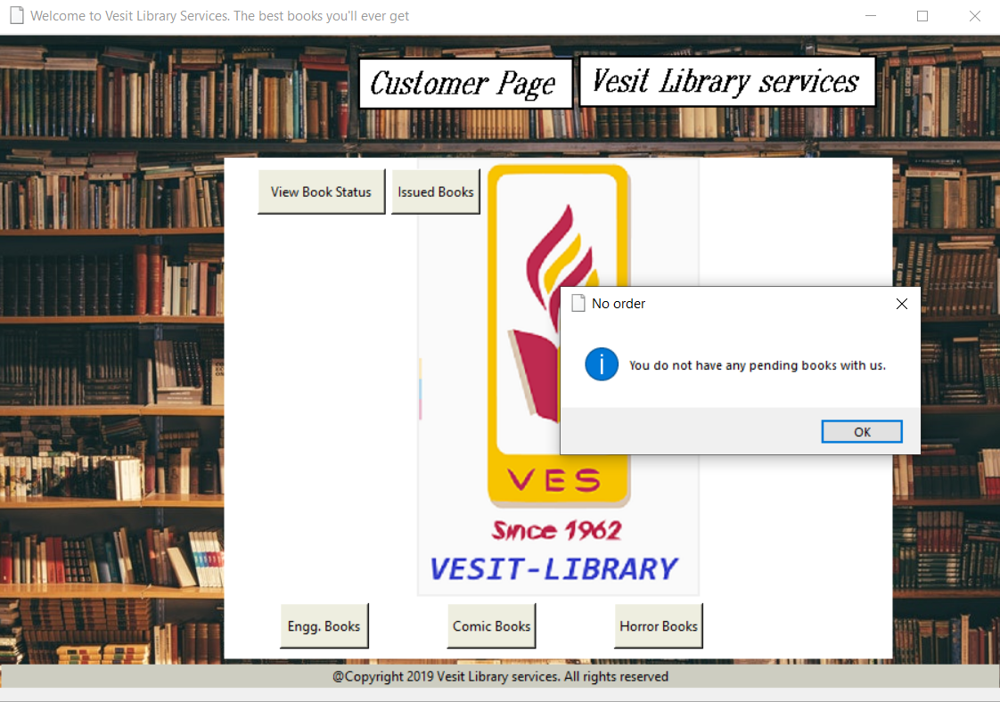 Welcome to Vesit Library Services. The best books you'll ever get
Customer Page
Vesit Library services
View Book Status
Issued Books
No order
You do not have any pending books with us.
OK
VES
Since 1962
VESIT-LIBRARY
Engg. Books
Comic Books
Horror Books
@Copyright 2019 Vesit Library services. All rights reserved